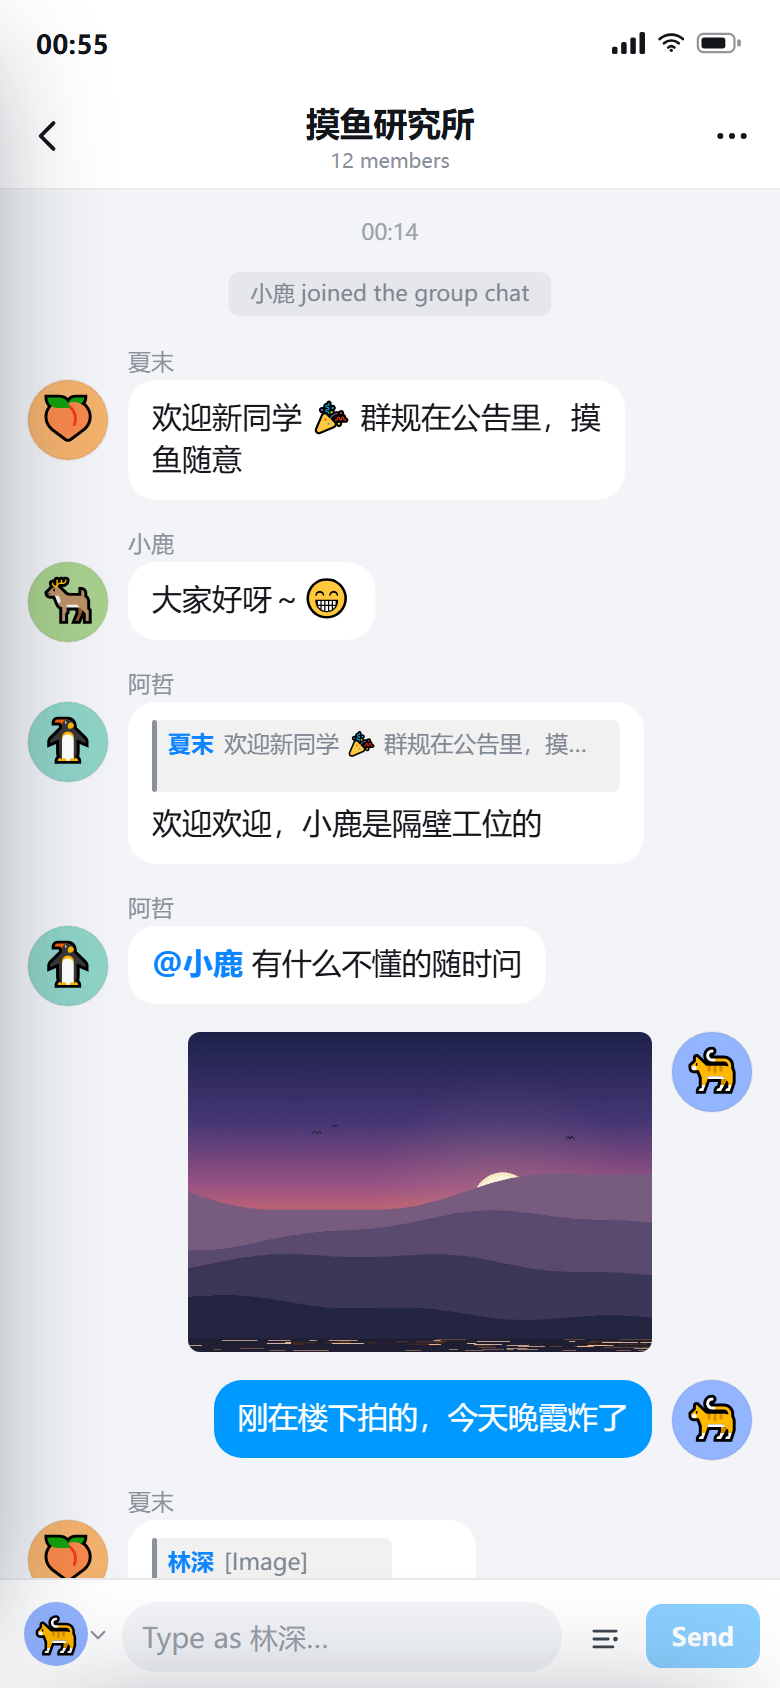 00:55
摸鱼研究所
12 members
00:14
小鹿 joined the group chat
夏末
欢迎新同学 🎉 群规在公告里，摸
鱼随意
小鹿
大家好呀～ 😁
阿哲
夏末 欢迎新同学 🎉 群规在公告里，摸...
欢迎欢迎，小鹿是隔壁工位的
阿哲
@小鹿 有什么不懂的随时问
刚在楼下拍的，今天晚霞炸了
夏末
林深 [Image]
Type as 林深...
Send